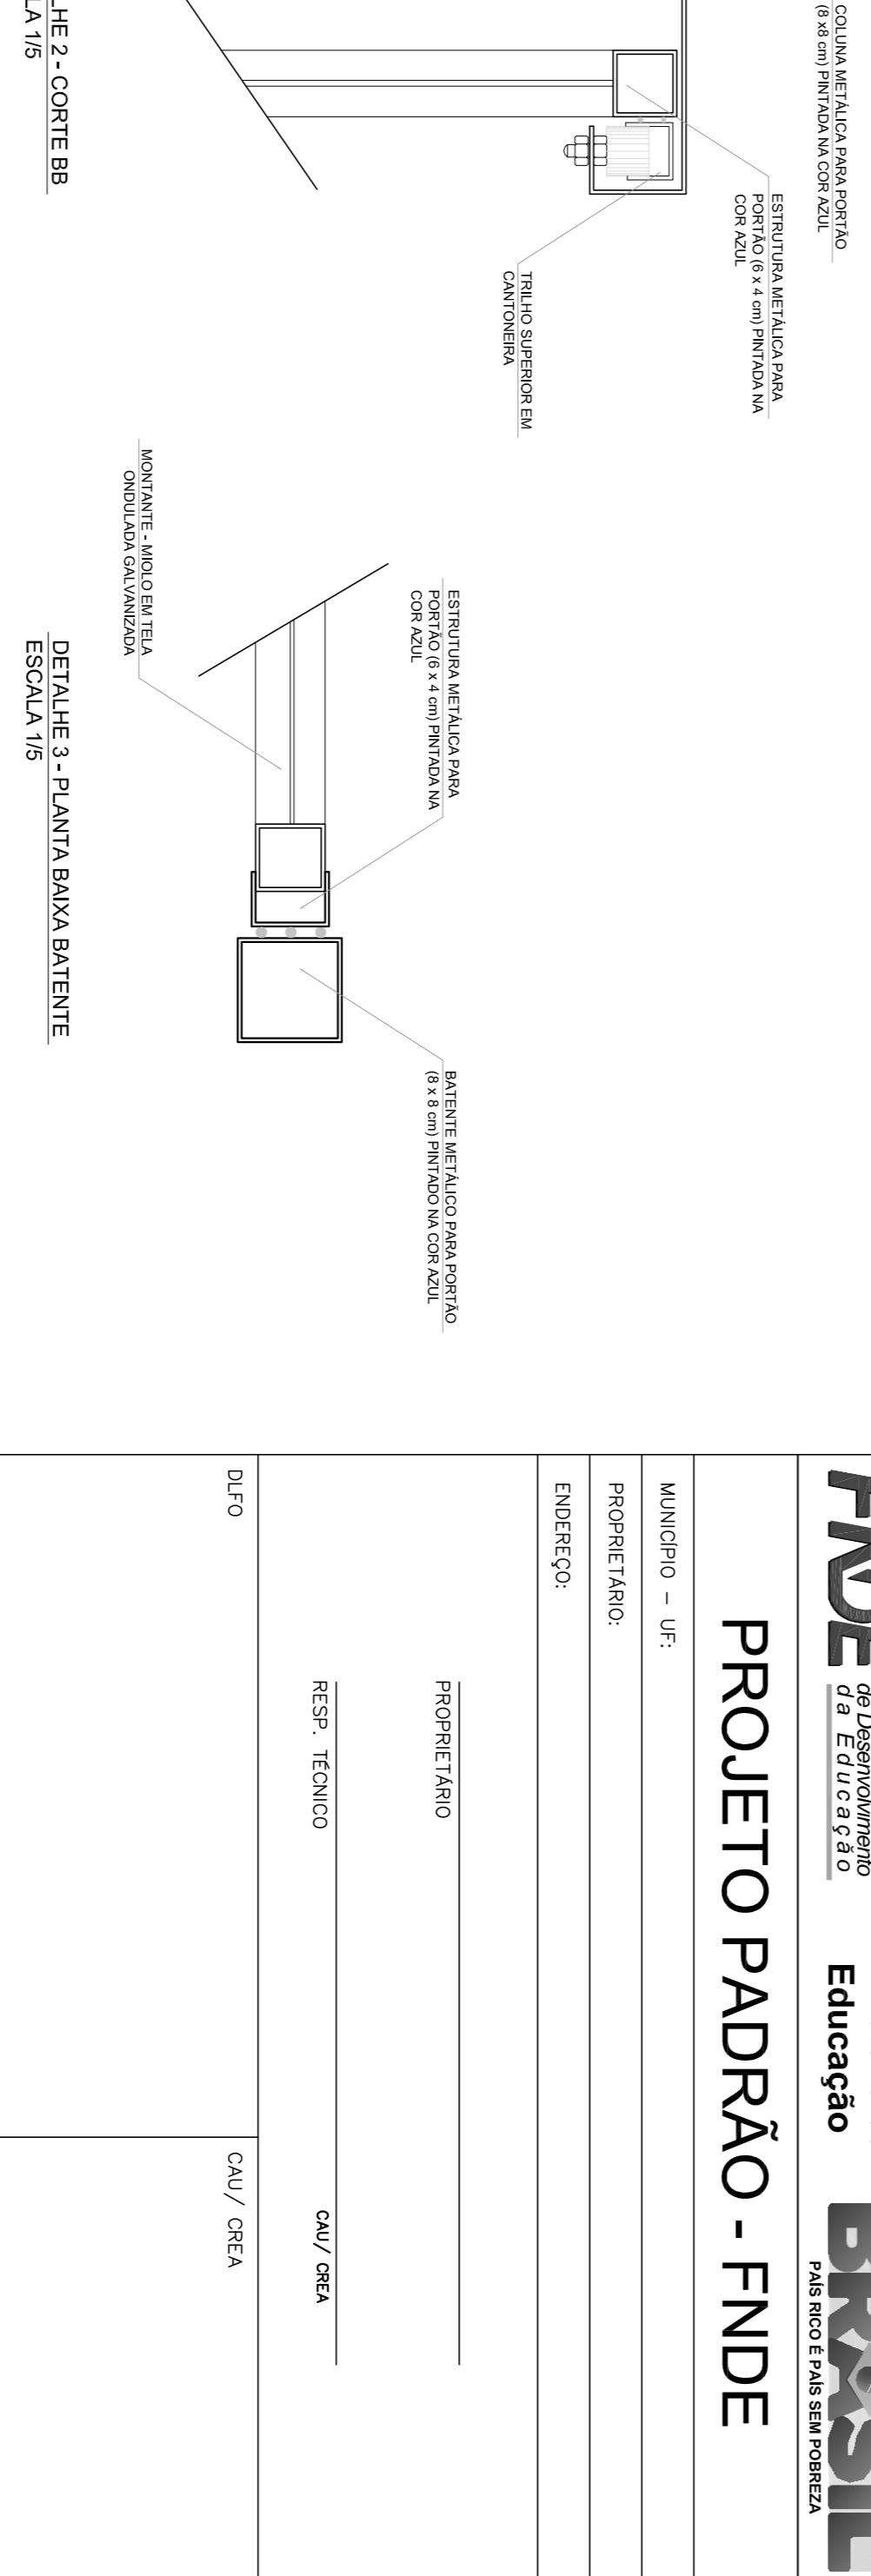 COLUNA METÁLICA PARA PORTÃO
(8 x8 cm) PINTADA NA COR AZUL
ESTRUTURA METÁLICA PARA
PORTÃO (6 x 4 cm) PINTADA NA
COR AZUL
TRILHO SUPERIOR EM
CANTONEIRA
LHE 2 - CORTE BB
LA 1/5
ESTRUTURA METÁLICA PARA
PORTÃO (6 x 4 cm) PINTADA NA
COR AZUL
BATENTE METÁLICO PARA PORTÃO
(8 x 8 cm) PINTADO NA COR AZUL
MONTANTE - MIOLO EM TELA
ONDULADA GALVANIZADA
DETALHE 3 - PLANTA BAIXA BATENTE
ESCALA 1/5
FNDE
de Desenvolvimento
da Educação
Educação
BRASIL
PAÍS RICO É PAÍS SEM POBREZA
PROJETO PADRÃO - FNDE
MUNICÍPIO – UF:
PROPRIETÁRIO:
ENDEREÇO:
PROPRIETÁRIO
RESP. TÉCNICO CAU/ CREA
DLFO CAU/ CREA